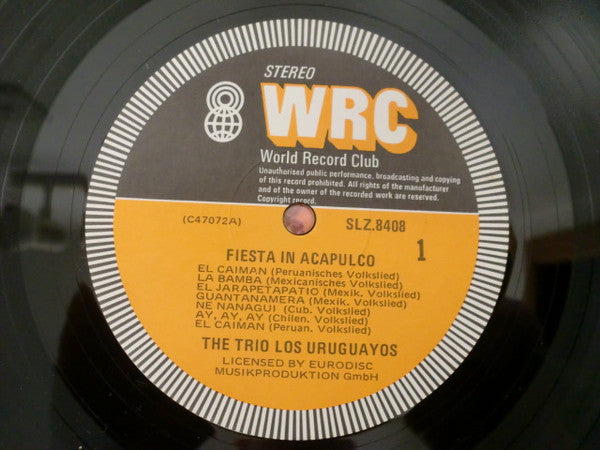 STEREO
WRC
World Record Club
Unauthorised public performance, broadcasting and copying
of this record prohibited. All rights of the manufacturer
and of the owner of the recorded work are reserved.
Copyright record.
(C47072A)
SLZ.8408
1
FIESTA IN ACAPULCO
EL CAIMAN (Peruanisches Volkslied)
LA BAMBA (Mexicanisches Volkslied)
EL JARAPETAPATIO (Mexik. Volkslied)
GUANTANAMERA (Mexik. Volkslied)
NE NANAGUI (Cub. Volkslied)
AY, AY, AY (Chilen. Volkslied)
EL CAIMAN (Peruan. Volkslied)
THE TRIO LOS URUGUAYOS
LICENSED BY EURODISC
MUSIKPRODUKTION GmbH